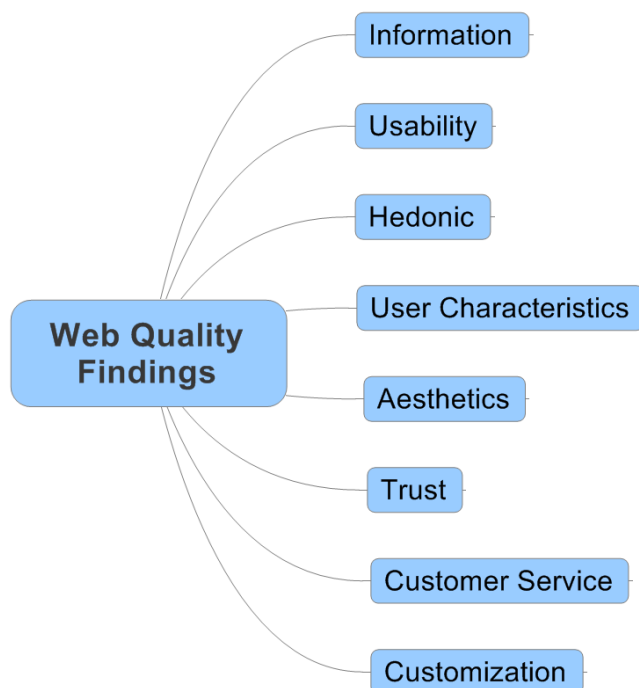 Information
Usability
Hedonic
User Characteristics
Web Quality
Findings
Aesthetics
Trust
Customer Service
Customization